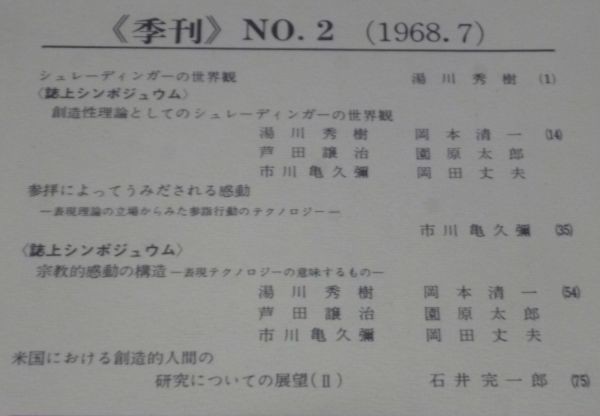 《季刊》 NO. 2 (1968. 7)
シュレーディンガーの世界観 湯川秀樹 (1)
〈誌上シンポジュウム〉
創造性理論としてのシュレーディンガーの世界観
湯川秀樹 岡本清一 (14)
芦田譲治 園原太郎
市川亀久彌 岡田丈夫
参拝によってうみだされる感動
―表現理論の立場からみた参詣行動のテクノロジー―
市川亀久彌 (35)
〈誌上シンポジュウム〉
宗教的感動の構造―表現テクノロジーの意味するもの―
湯川秀樹 岡本清一 (54)
芦田譲治 園原太郎
市川亀久彌 岡田丈夫
米国における創造的人間の
研究についての展望(Ⅱ) 石井完一郎 (75)